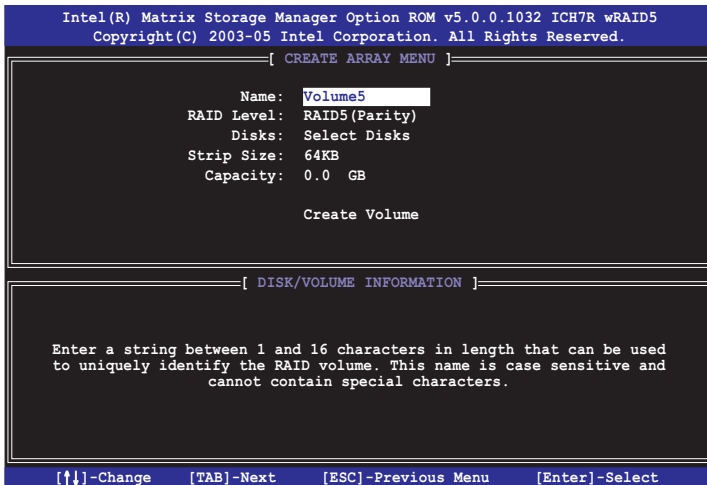 Intel(R) Matrix Storage Manager Option ROM v5.0.0.1032 ICH7R wRAID5
Copyright(C) 2003-05 Intel Corporation. All Rights Reserved.
[ CREATE ARRAY MENU ]
Name: Volume5
RAID Level: RAID5(Parity)
Disks: Select Disks
Strip Size: 64KB
Capacity: 0.0 GB
Create Volume
[ DISK/VOLUME INFORMATION ]
Enter a string between 1 and 16 characters in length that can be used
to uniquely identify the RAID volume. This name is case sensitive and
cannot contain special characters.
[↑↓]-Change [TAB]-Next [ESC]-Previous Menu [Enter]-Select